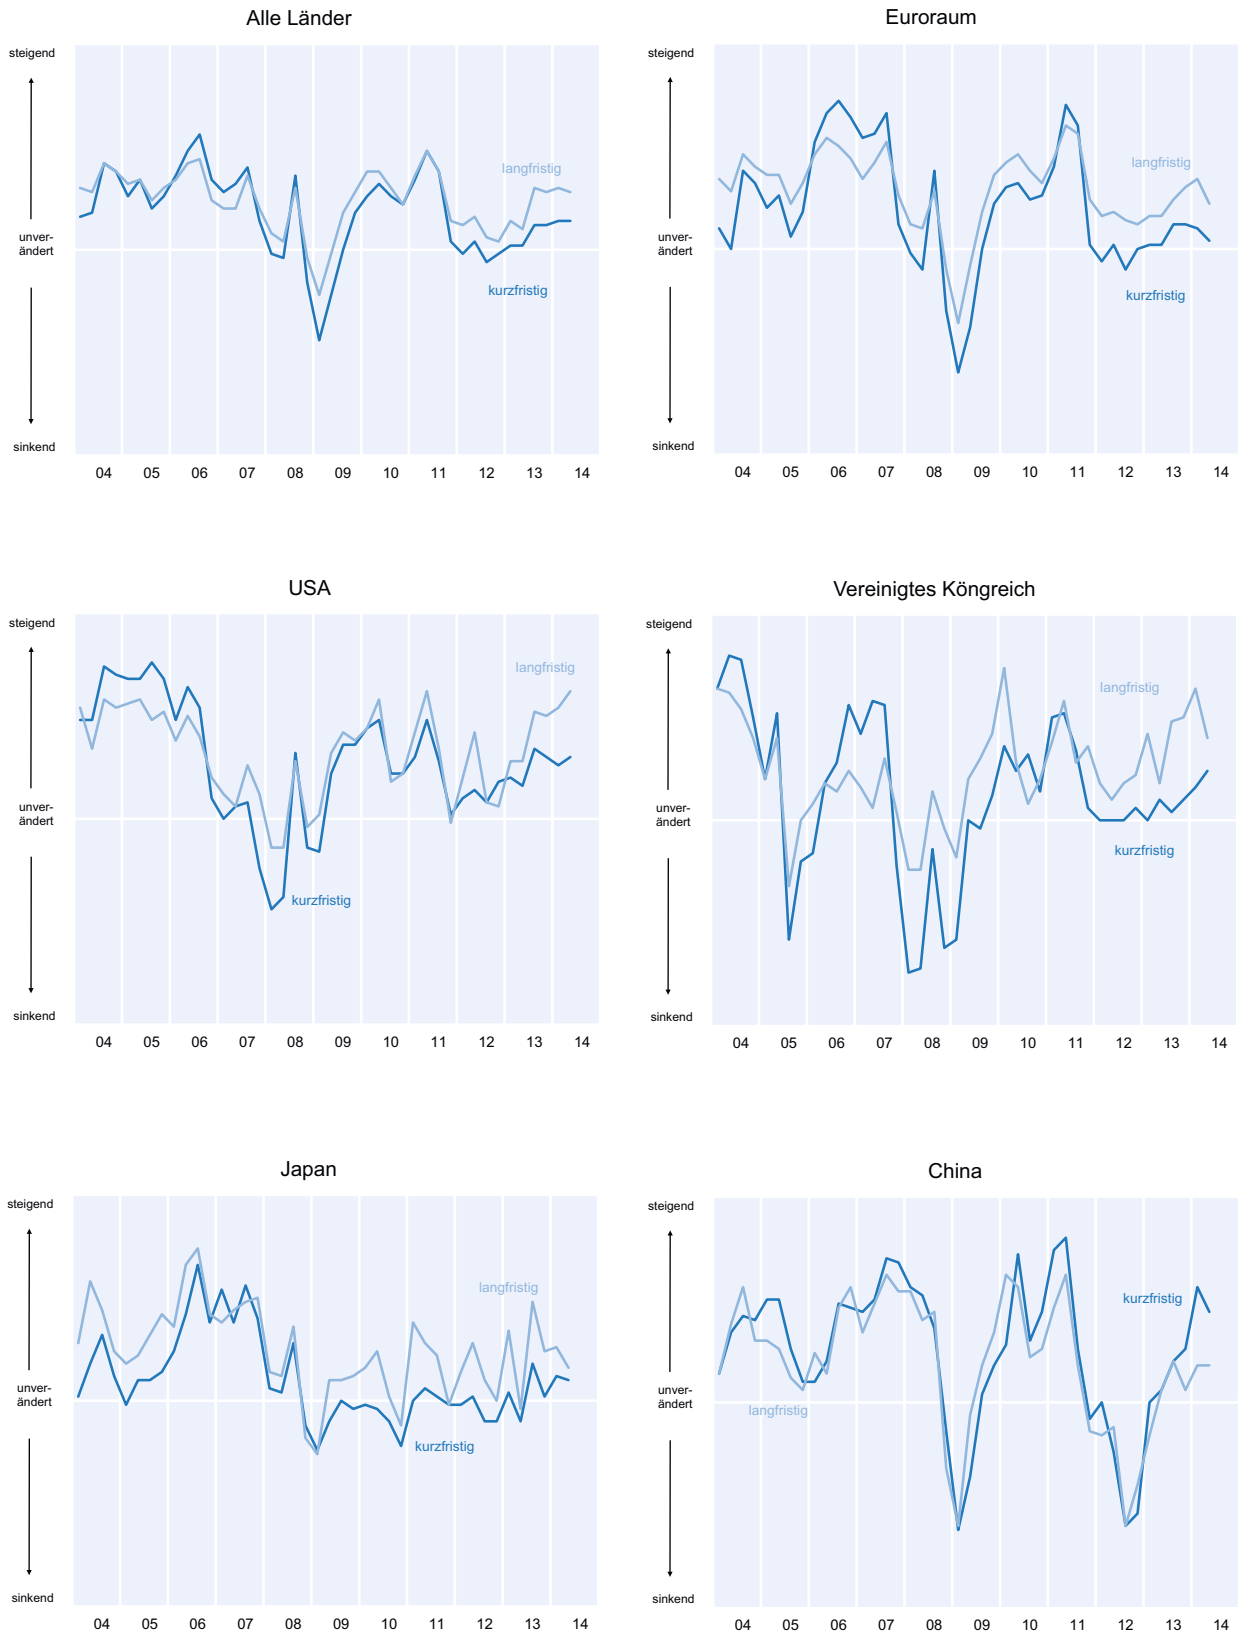 Alle Länder
steigend
unver-
ändert
sinkend
langfristig
kurzfristig
04 05 06 07 08 09 10 11 12 13 14
Euroraum
steigend
unver-
ändert
sinkend
langfristig
kurzfristig
04 05 06 07 08 09 10 11 12 13 14
USA
steigend
unver-
ändert
sinkend
langfristig
kurzfristig
04 05 06 07 08 09 10 11 12 13 14
Vereinigtes Köngreich
steigend
unver-
ändert
sinkend
langfristig
kurzfristig
04 05 06 07 08 09 10 11 12 13 14
Japan
steigend
unver-
ändert
sinkend
langfristig
kurzfristig
04 05 06 07 08 09 10 11 12 13 14
China
steigend
unver-
ändert
sinkend
kurzfristig
langfristig
04 05 06 07 08 09 10 11 12 13 14